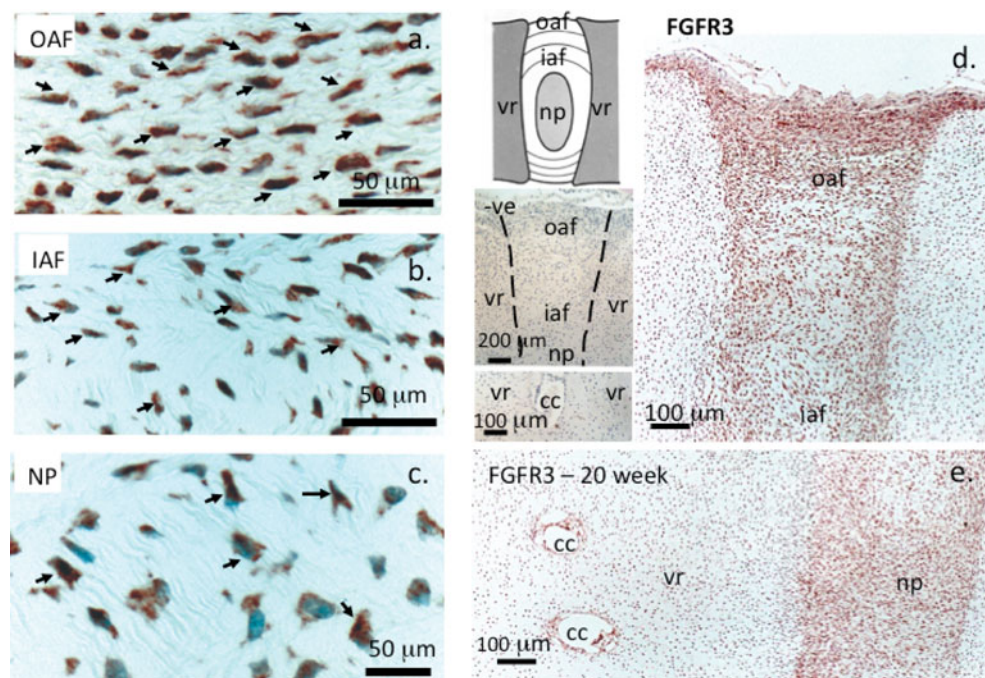 OAF
a.
50 μm
IAF
b.
50 μm
NP
c.
50 μm
oaf
iaf
vr
np
vr
-ve
oaf
vr
iaf
vr
200 μm
np
vr
cc
vr
100 μm
FGFR3
d.
oaf
100 μm
iaf
FGFR3 – 20 week
e.
cc
vr
np
cc
100 μm